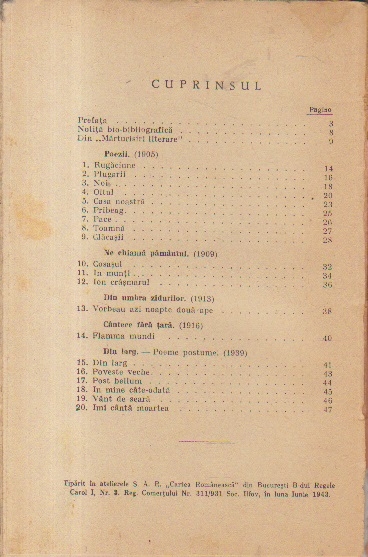 CUPRINSUL
Pagina
Prefaţa . . . . . . . . . . 3
Notiţă bio-bibliografică . . . . . . . . . . 8
Din „Mărturisiri literare" . . . . . . . . . . 9
Poezii. (1905)
1. Rugăciune . . . . . . . . . . 14
2. Plugarii . . . . . . . . . . 16
3. Noi . . . . . . . . . . 18
4. Oltul . . . . . . . . . . 20
5. Casa noastră . . . . . . . . . . 23
6. Pribeag . . . . . . . . . . 25
7. Pace . . . . . . . . . . 26
8. Toamnă . . . . . . . . . . 27
9. Clăcaşii . . . . . . . . . . 28
Ne chiamă pământul. (1909)
10. Cosaşul . . . . . . . . . . 32
11. In munţi . . . . . . . . . . 34
12. Ion crâşmarul . . . . . . . . . . 36
Din umbra zidurilor. (1913)
13. Vorbeau azi noapte două ape . . . . . . . . . . 38
Cântece fără ţară. (1916)
14. Flamma mundi . . . . . . . . . . 40
Din larg. — Poeme postume. (1939)
15. Din larg . . . . . . . . . . 41
16. Poveste veche . . . . . . . . . . 43
17. Post bellum . . . . . . . . . . 44
18. In mine câte-odată . . . . . . . . . . 45
19. Vânt de seară . . . . . . . . . . 46
20. Imi cântă moartea . . . . . . . . . . 47
Tipărit în atelierele S. A. R. „Cartea Românească" din Bucureşti B-dul Regele
Carol I, Nr. 3. Reg. Comerţului Nr. 311/931 Soc. Ilfov, în luna Iunie 1943.